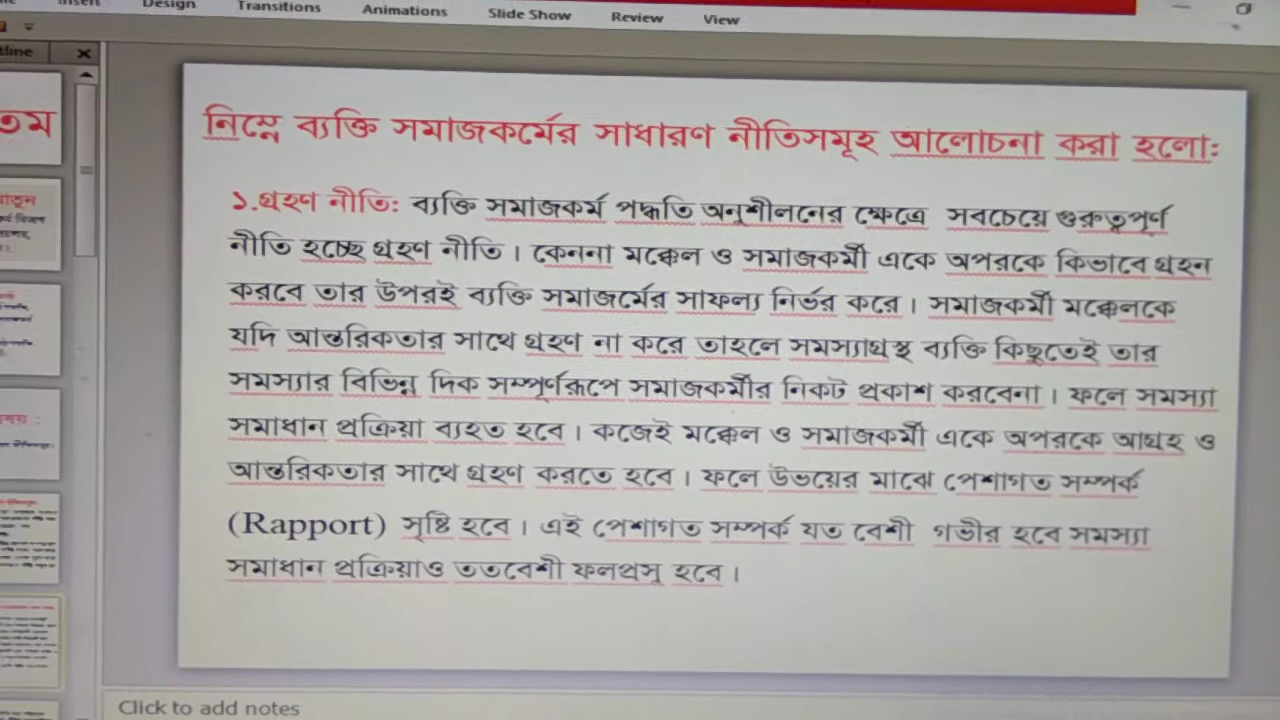 Insert Design Transitions Animations Slide Show Review View
নিম্নে ব্যক্তি সমাজকর্মের সাধারণ নীতিসমূহ আলোচনা করা হলোঃ
১.গ্রহণ নীতি: ব্যক্তি সমাজকর্ম পদ্ধতি অনুশীলনের ক্ষেত্রে সবচেয়ে গুরুত্বপূর্ণ
নীতি হচ্ছে গ্রহণ নীতি। কেননা মক্কেল ও সমাজকর্মী একে অপরকে কিভাবে গ্রহন
করবে তার উপরই ব্যক্তি সমাজর্মের সাফল্য নির্ভর করে। সমাজকর্মী মক্কেলকে
যদি আন্তরিকতার সাথে গ্রহণ না করে তাহলে সমস্যাগ্রস্থ ব্যক্তি কিছুতেই তার
সমস্যার বিভিন্ন দিক সম্পূর্ণরূপে সমাজকর্মীর নিকট প্রকাশ করবেনা। ফলে সমস্যা
সমাধান প্রক্রিয়া ব্যহত হবে। কজেই মক্কেল ও সমাজকর্মী একে অপরকে আগ্রহ ও
আন্তরিকতার সাথে গ্রহণ করতে হবে। ফলে উভয়ের মাঝে পেশাগত সম্পর্ক
(Rapport) সৃষ্টি হবে। এই পেশাগত সম্পর্ক যত বেশী গভীর হবে সমস্যা
সমাধান প্রক্রিয়াও ততবেশী ফলপ্রসূ হবে।
Click to add notes